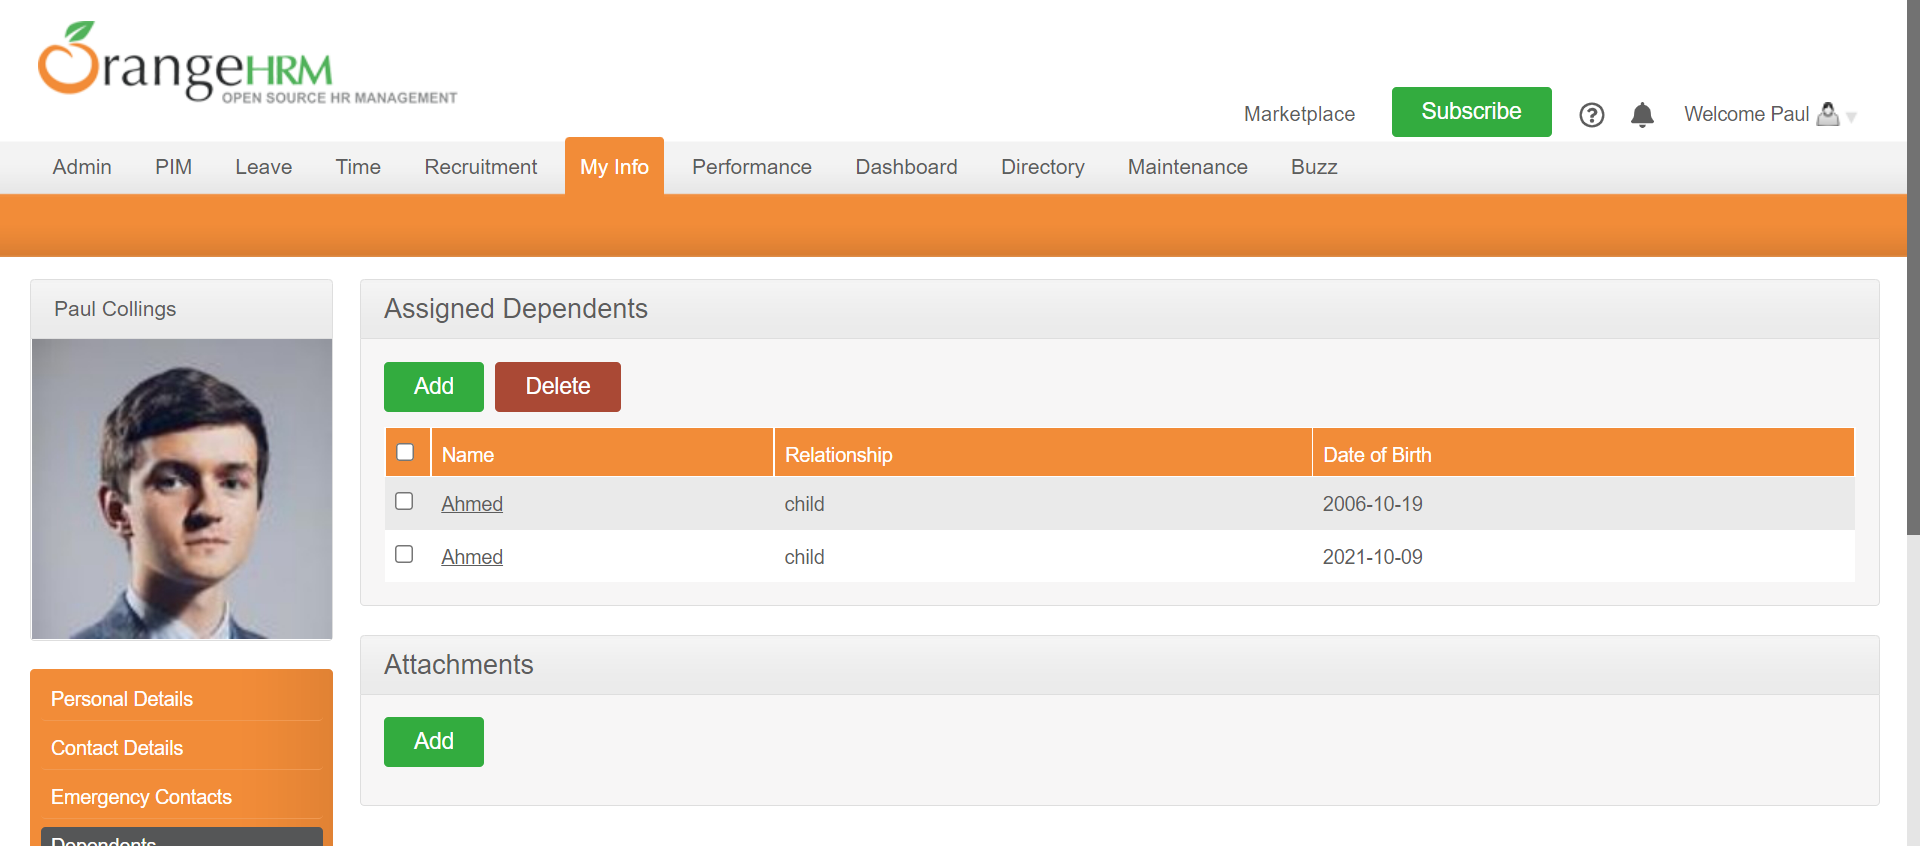 OrangeHRM
OPEN SOURCE HR MANAGEMENT
Marketplace
Subscribe
Welcome Paul
Admin PIM Leave Time Recruitment My Info Performance Dashboard Directory Maintenance Buzz
Paul Collings
Assigned Dependents
Add Delete
Name Relationship Date of Birth
Ahmed child 2006-10-19
Ahmed child 2021-10-09
Attachments
Add
Personal Details
Contact Details
Emergency Contacts
Dependents